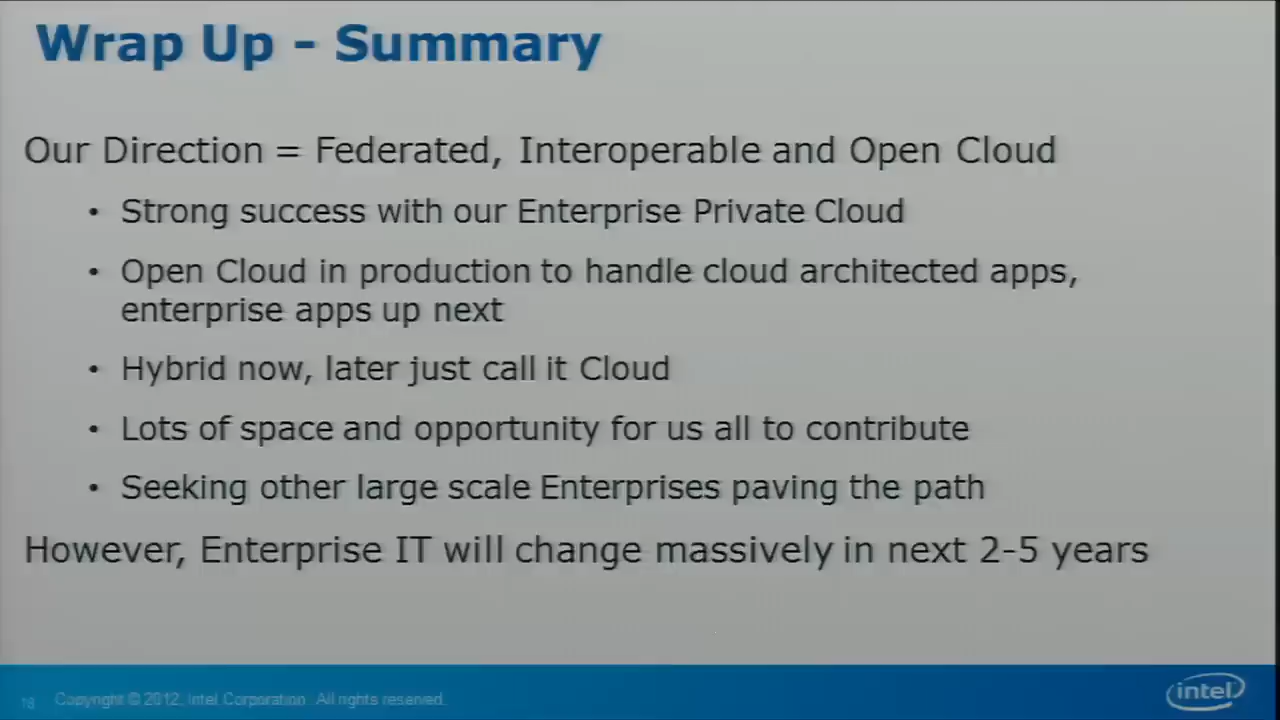 Wrap Up - Summary
Our Direction = Federated, Interoperable and Open Cloud
• Strong success with our Enterprise Private Cloud
• Open Cloud in production to handle cloud architected apps,
enterprise apps up next
• Hybrid now, later just call it Cloud
• Lots of space and opportunity for us all to contribute
• Seeking other large scale Enterprises paving the path
However, Enterprise IT will change massively in next 2-5 years
Copyright © 2012, Intel Corporation. All rights reserved.
intel